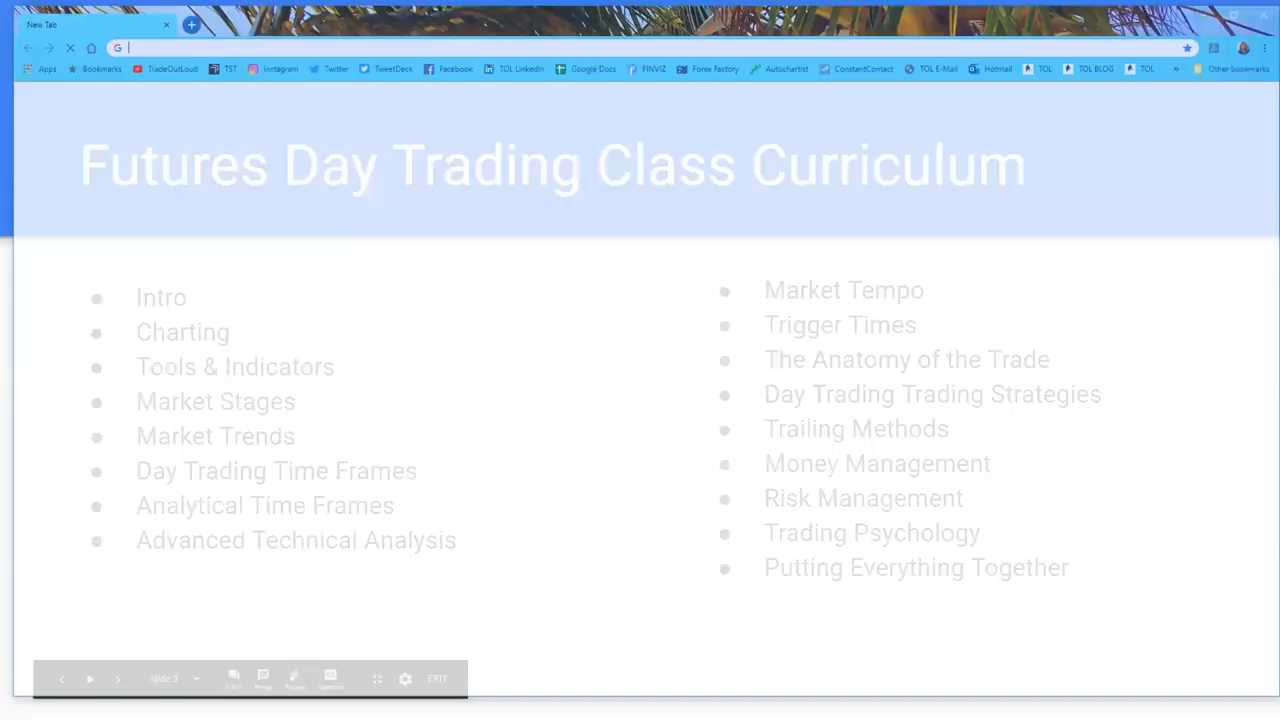 New Tab
Apps Bookmarks TradeOutLoud TST Instagram Twitter TweetDeck Facebook TOL LinkedIn Google Docs FINVIZ Forex Factory Autochartist ConstantContact TOL E-Mail Hotmail TOL TOL BLOG TOL » Other bookmarks
Futures Day Trading Class Curriculum
Intro
Charting
Tools & Indicators
Market Stages
Market Trends
Day Trading Time Frames
Analytical Time Frames
Advanced Technical Analysis
Market Tempo
Trigger Times
The Anatomy of the Trade
Day Trading Trading Strategies
Trailing Methods
Money Management
Risk Management
Trading Psychology
Putting Everything Together
Slide 3
EXIT